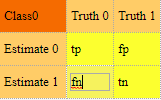 Class0 Truth 0 Truth 1
Estimate 0 tp fp
Estimate 1 fn tn